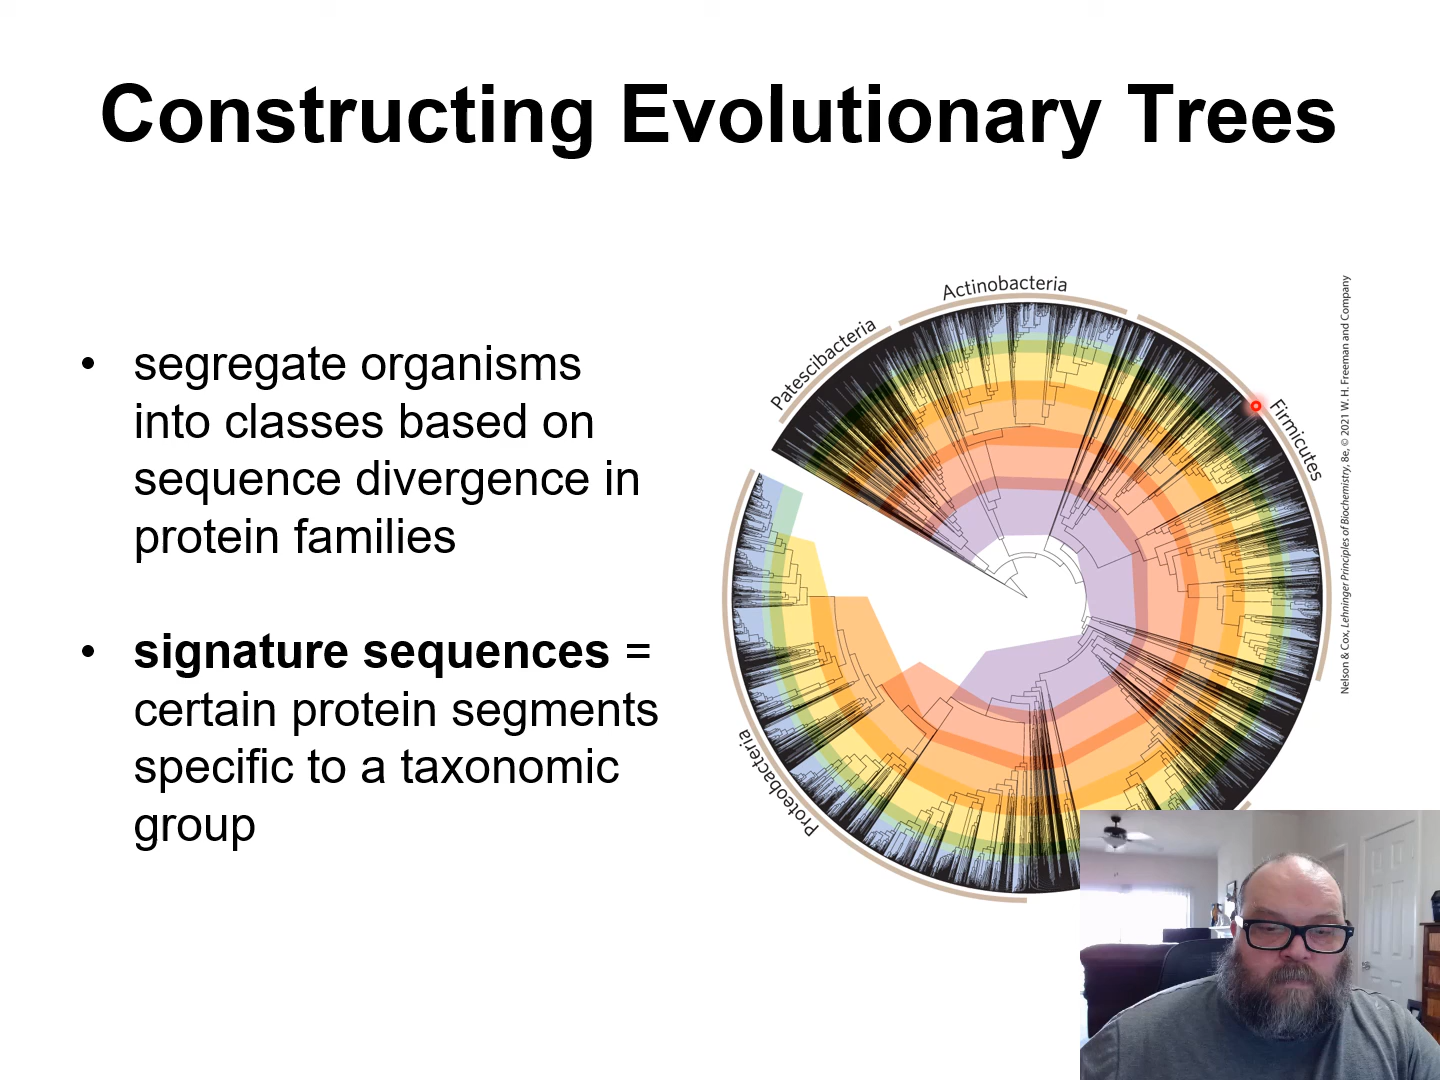 Constructing Evolutionary Trees
• segregate organisms
into classes based on
sequence divergence in
protein families
• signature sequences =
certain protein segments
specific to a taxonomic
group
Patescibacteria
Actinobacteria
Firmicutes
Proteobacteria
Nelson & Cox, Lehninger Principles of Biochemistry, 8e, © 2021 W. H. Freeman and Company